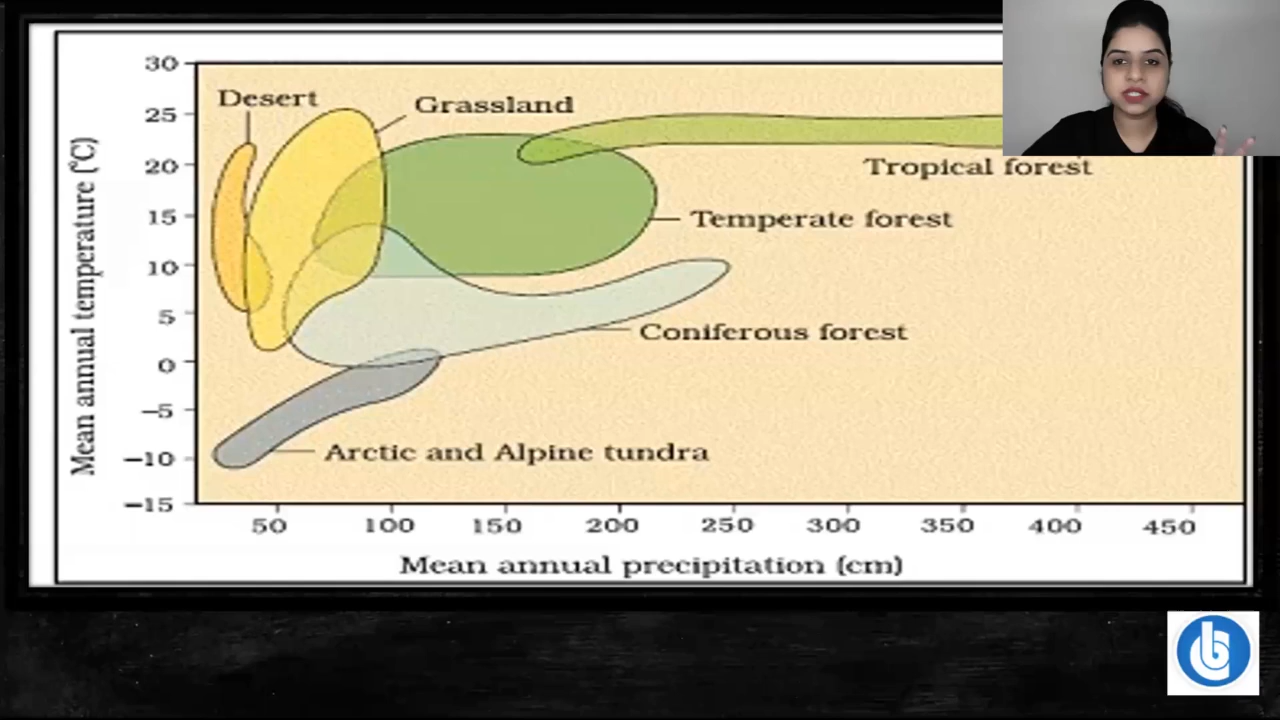 30
Desert
Grassland
25
20
Tropical forest
15
Temperate forest
10
5
Coniferous forest
0
−5
−10
Arctic and Alpine tundra
−15
50 100 150 200 250 300 350 400 450
Mean annual temperature (°C)
Mean annual precipitation (cm)